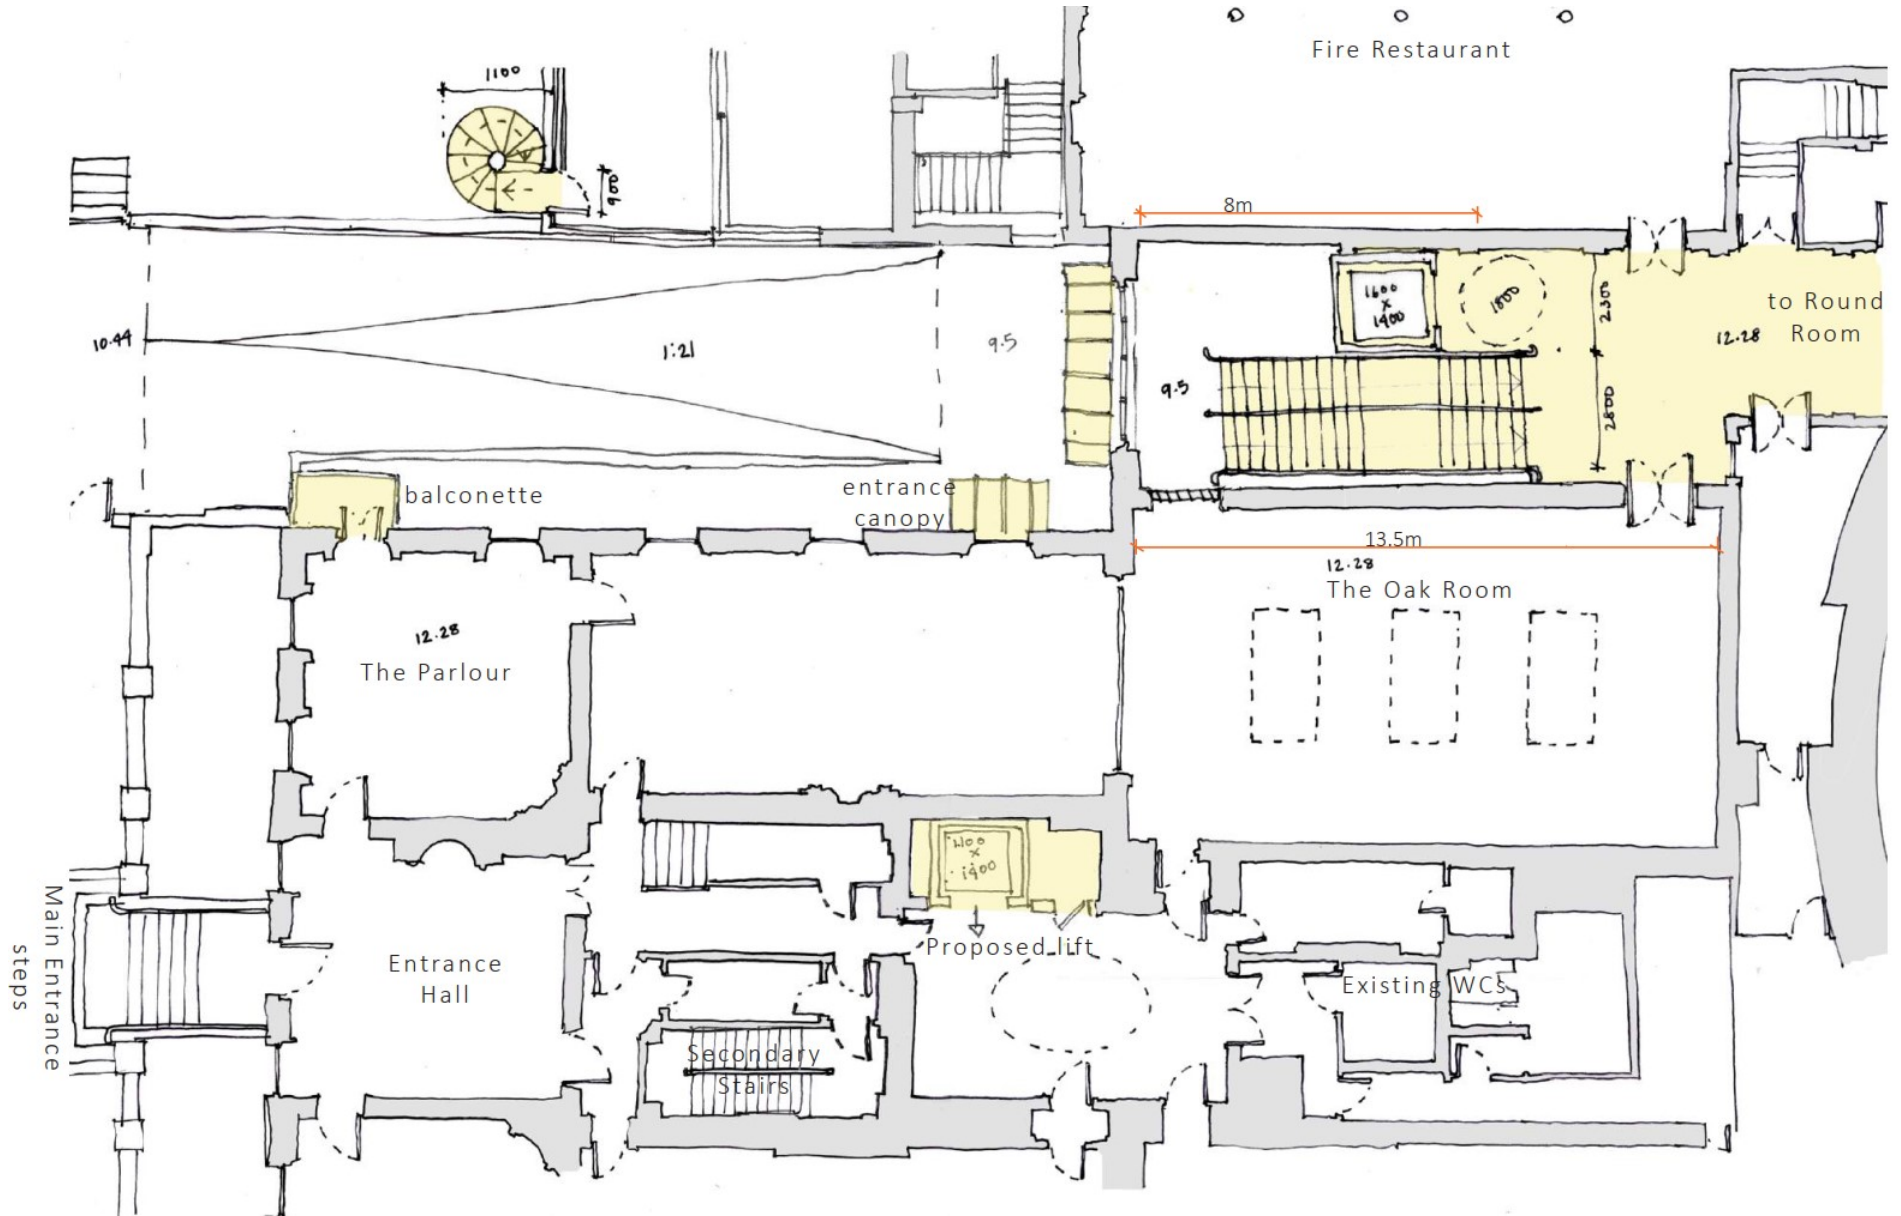 Fire Restaurant
1100
900
8m
10.44
1:21
9.5
1600
x
1400
1800
2300
to Round
Room
12.28
9.5
2800
balconette
entrance
canopy
13.5m
12.28
The Oak Room
12.28
The Parlour
1100
x
1400
Main Entrance
steps
Entrance
Hall
Proposed lift
Existing WCs
Secondary
Stairs